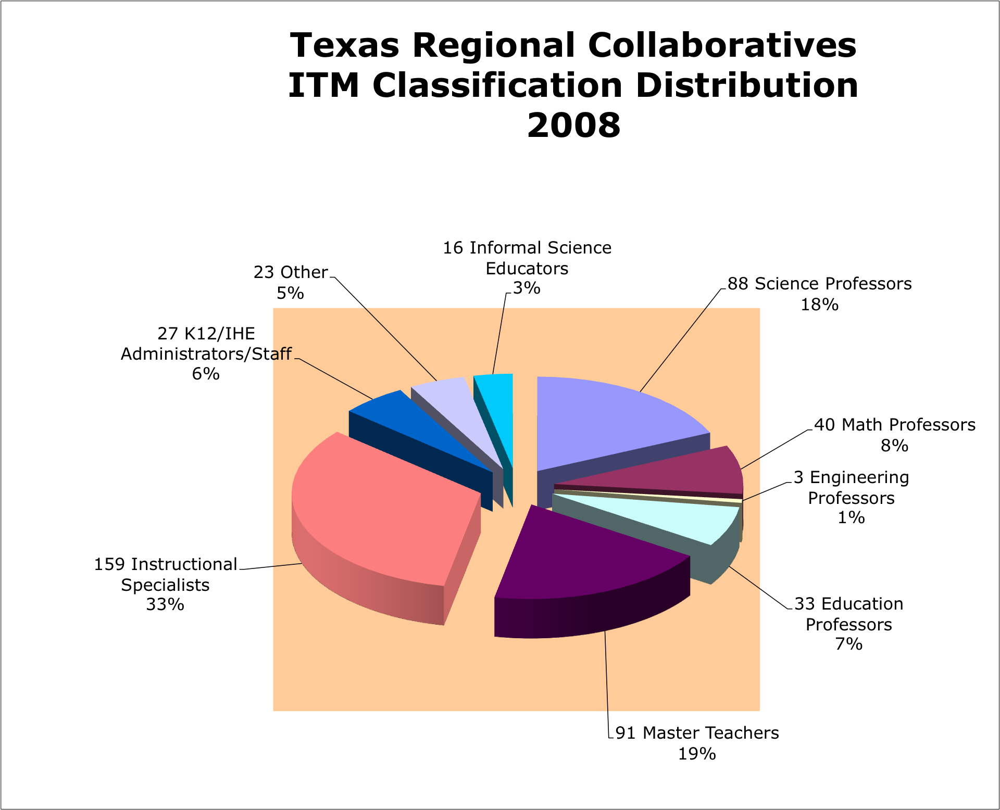 Texas Regional Collaboratives
ITM Classification Distribution
2008
16 Informal Science
Educators
3%
23 Other
5%
88 Science Professors
18%
27 K12/IHE
Administrators/Staff
6%
40 Math Professors
8%
3 Engineering
Professors
1%
159 Instructional
Specialists
33%
33 Education
Professors
7%
91 Master Teachers
19%